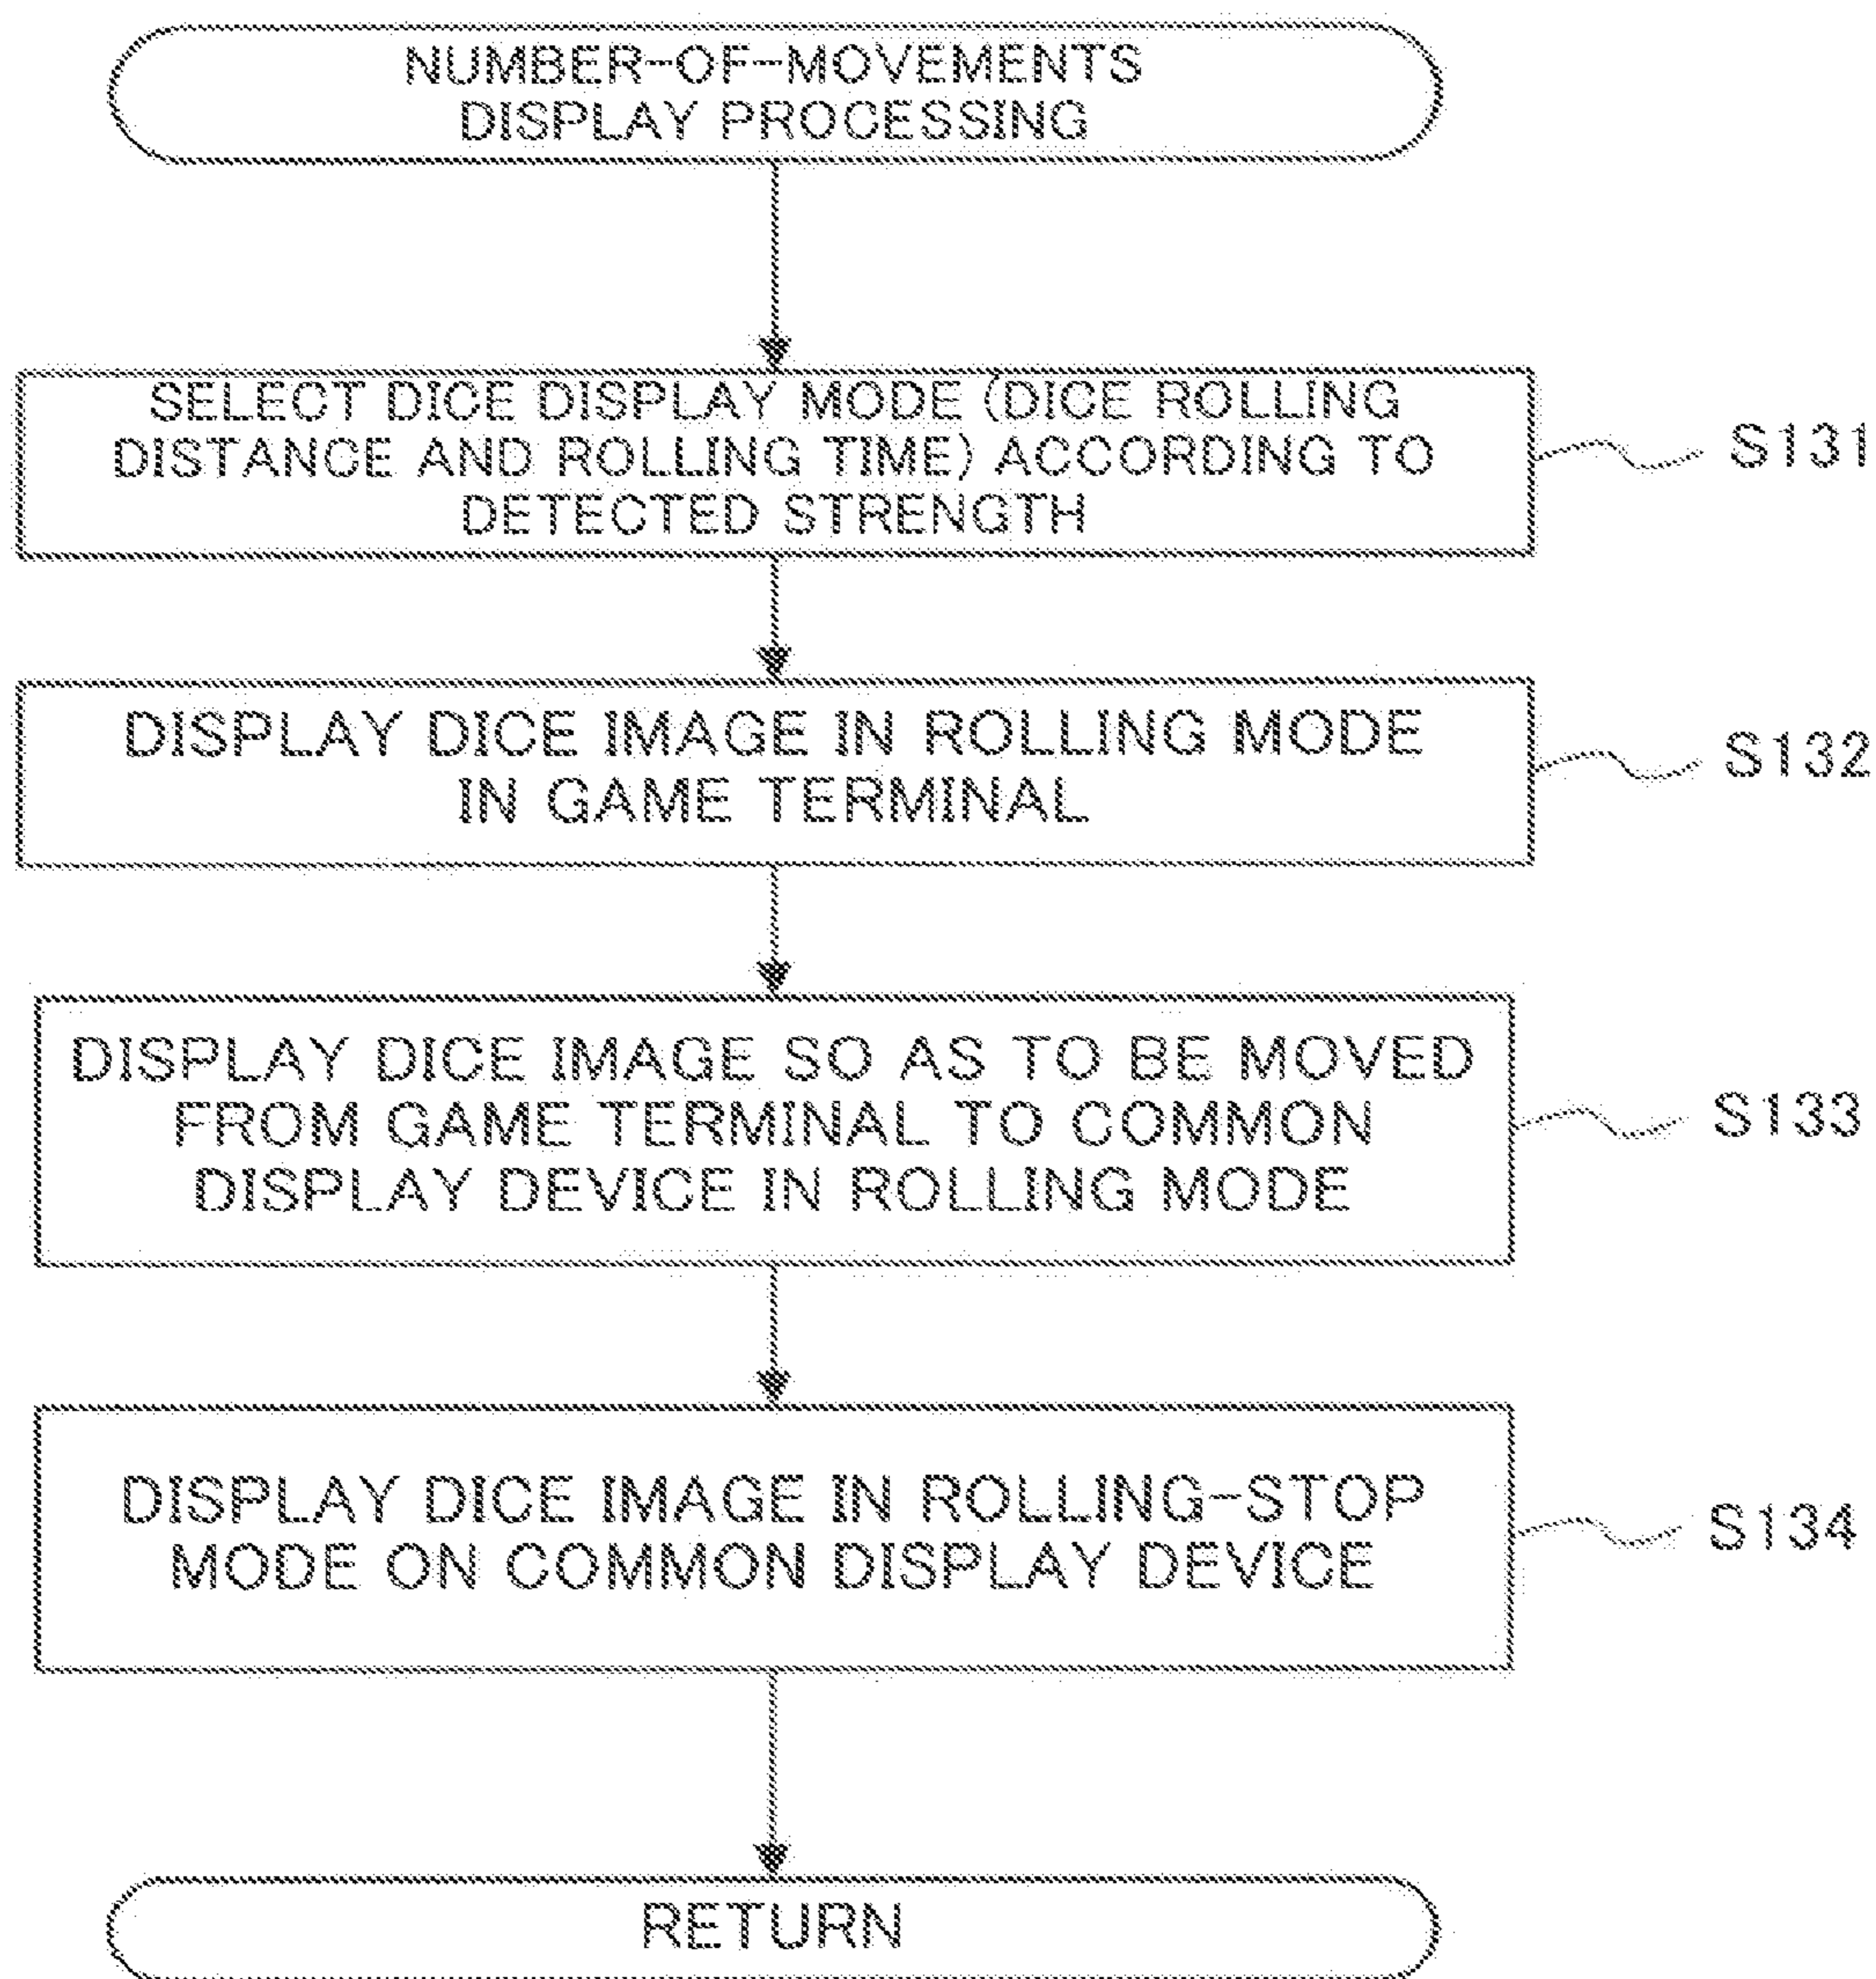 NUMBER-OF-MOVEMENTS
DISPLAY PROCESSING
SELECT DICE DISPLAY MODE (DICE ROLLING
DISTANCE AND ROLLING TIME) ACCORDING TO
DETECTED STRENGTH
S131
DISPLAY DICE IMAGE IN ROLLING MODE
IN GAME TERMINAL
S132
DISPLAY DICE IMAGE SO AS TO BE MOVED
FROM GAME TERMINAL TO COMMON
DISPLAY DEVICE IN ROLLING MODE
S133
DISPLAY DICE IMAGE IN ROLLING-STOP
MODE ON COMMON DISPLAY DEVICE
S134
RETURN